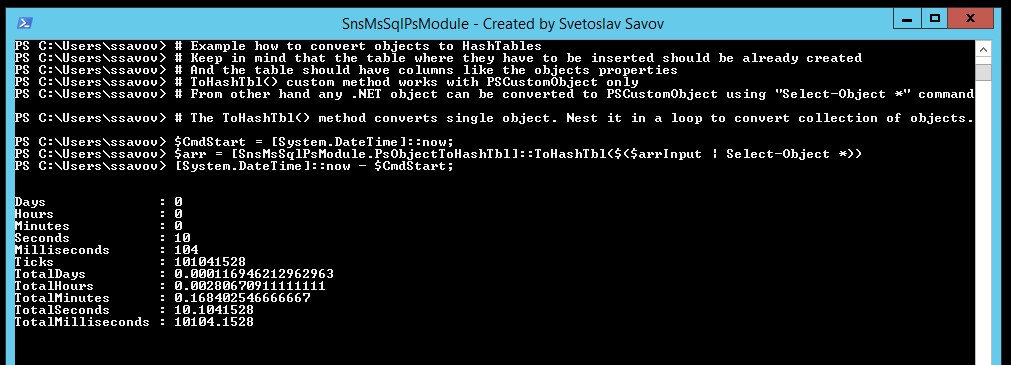 SnsMsSqlPsModule - Created by Svetoslav Savov
PS C:\Users\ssavov> # Example how to convert objects to HashTables
PS C:\Users\ssavov> # Keep in mind that the table where they have to be inserted should be already created
PS C:\Users\ssavov> # And the table should have columns like the objects properties
PS C:\Users\ssavov> # ToHashTbl() custom method works with PSCustomObject only
PS C:\Users\ssavov> # From other hand any .NET object can be converted to PSCustomObject using "Select-Object *" command
PS C:\Users\ssavov> # The ToHashTbl() method converts single object. Nest it in a loop to convert collection of objects.
PS C:\Users\ssavov> $CmdStart = [System.DateTime]::now;
PS C:\Users\ssavov> $arr = [SnsMsSqlPsModule.PsObjectToHashTbl]::ToHashTbl($($arrInput | Select-Object *))
PS C:\Users\ssavov> [System.DateTime]::now - $CmdStart;
Days : 0
Hours : 0
Minutes : 0
Seconds : 10
Milliseconds : 104
Ticks : 101041528
TotalDays : 0.000116946212962963
TotalHours : 0.00280670911111111
TotalMinutes : 0.168402546666667
TotalSeconds : 10.1041528
TotalMilliseconds : 10104.1528